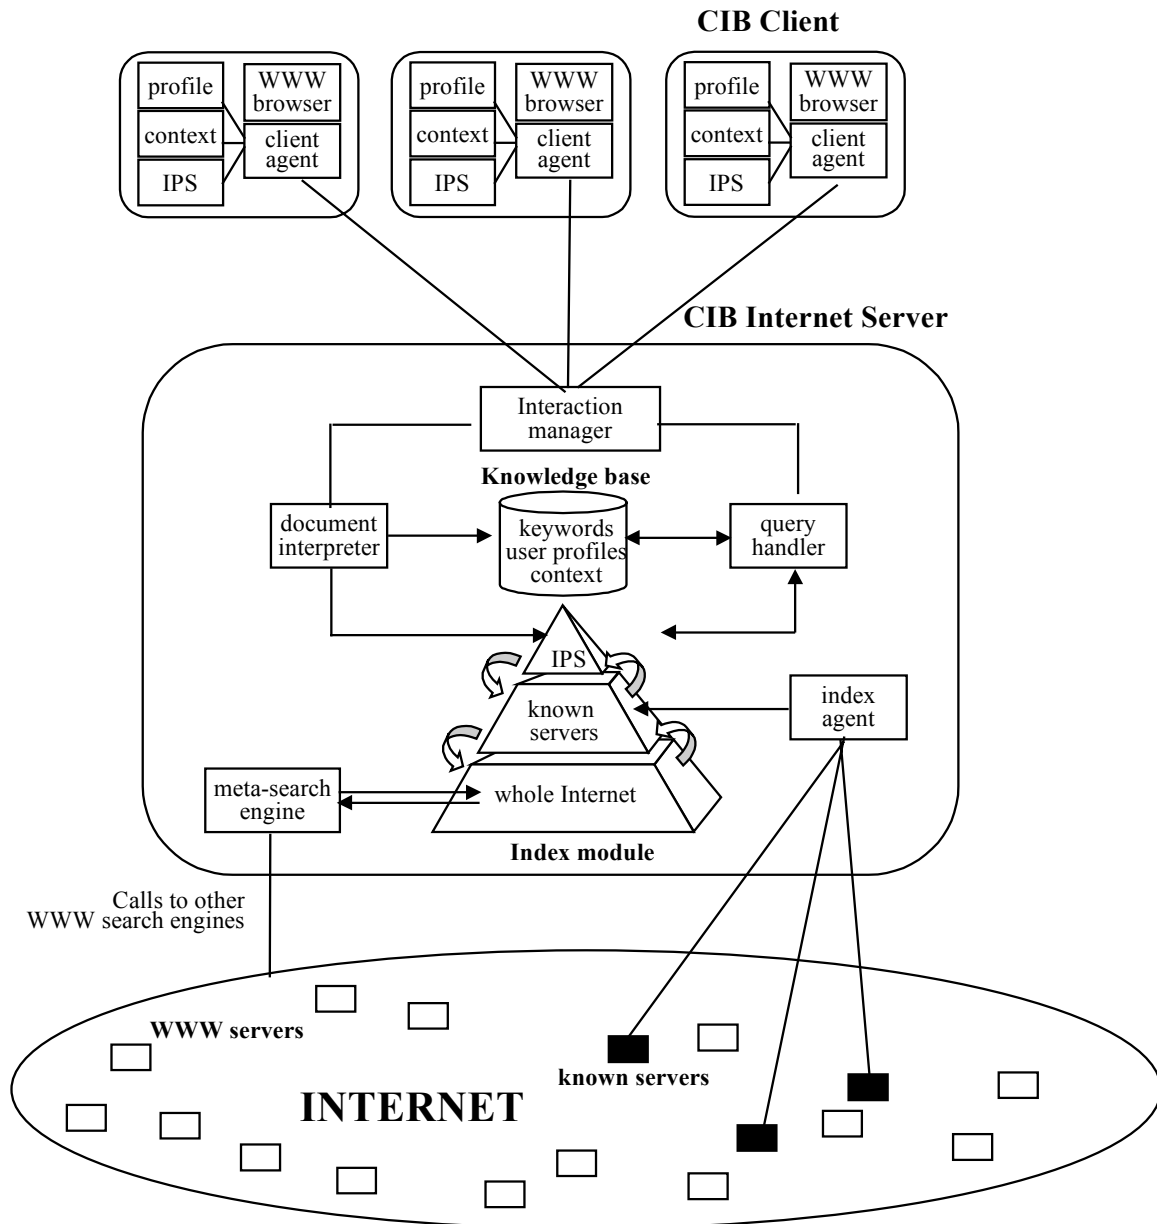 CIB Client
profile
WWW
browser
context
client
agent
IPS
profile
WWW
browser
context
client
agent
IPS
profile
WWW
browser
context
client
agent
IPS
CIB Internet Server
Interaction
manager
Knowledge base
document
interpreter
keywords
user profiles
context
query
handler
IPS
known
servers
index
agent
meta-search
engine
whole Internet
Index module
Calls to other
WWW search engines
WWW servers
known servers
INTERNET